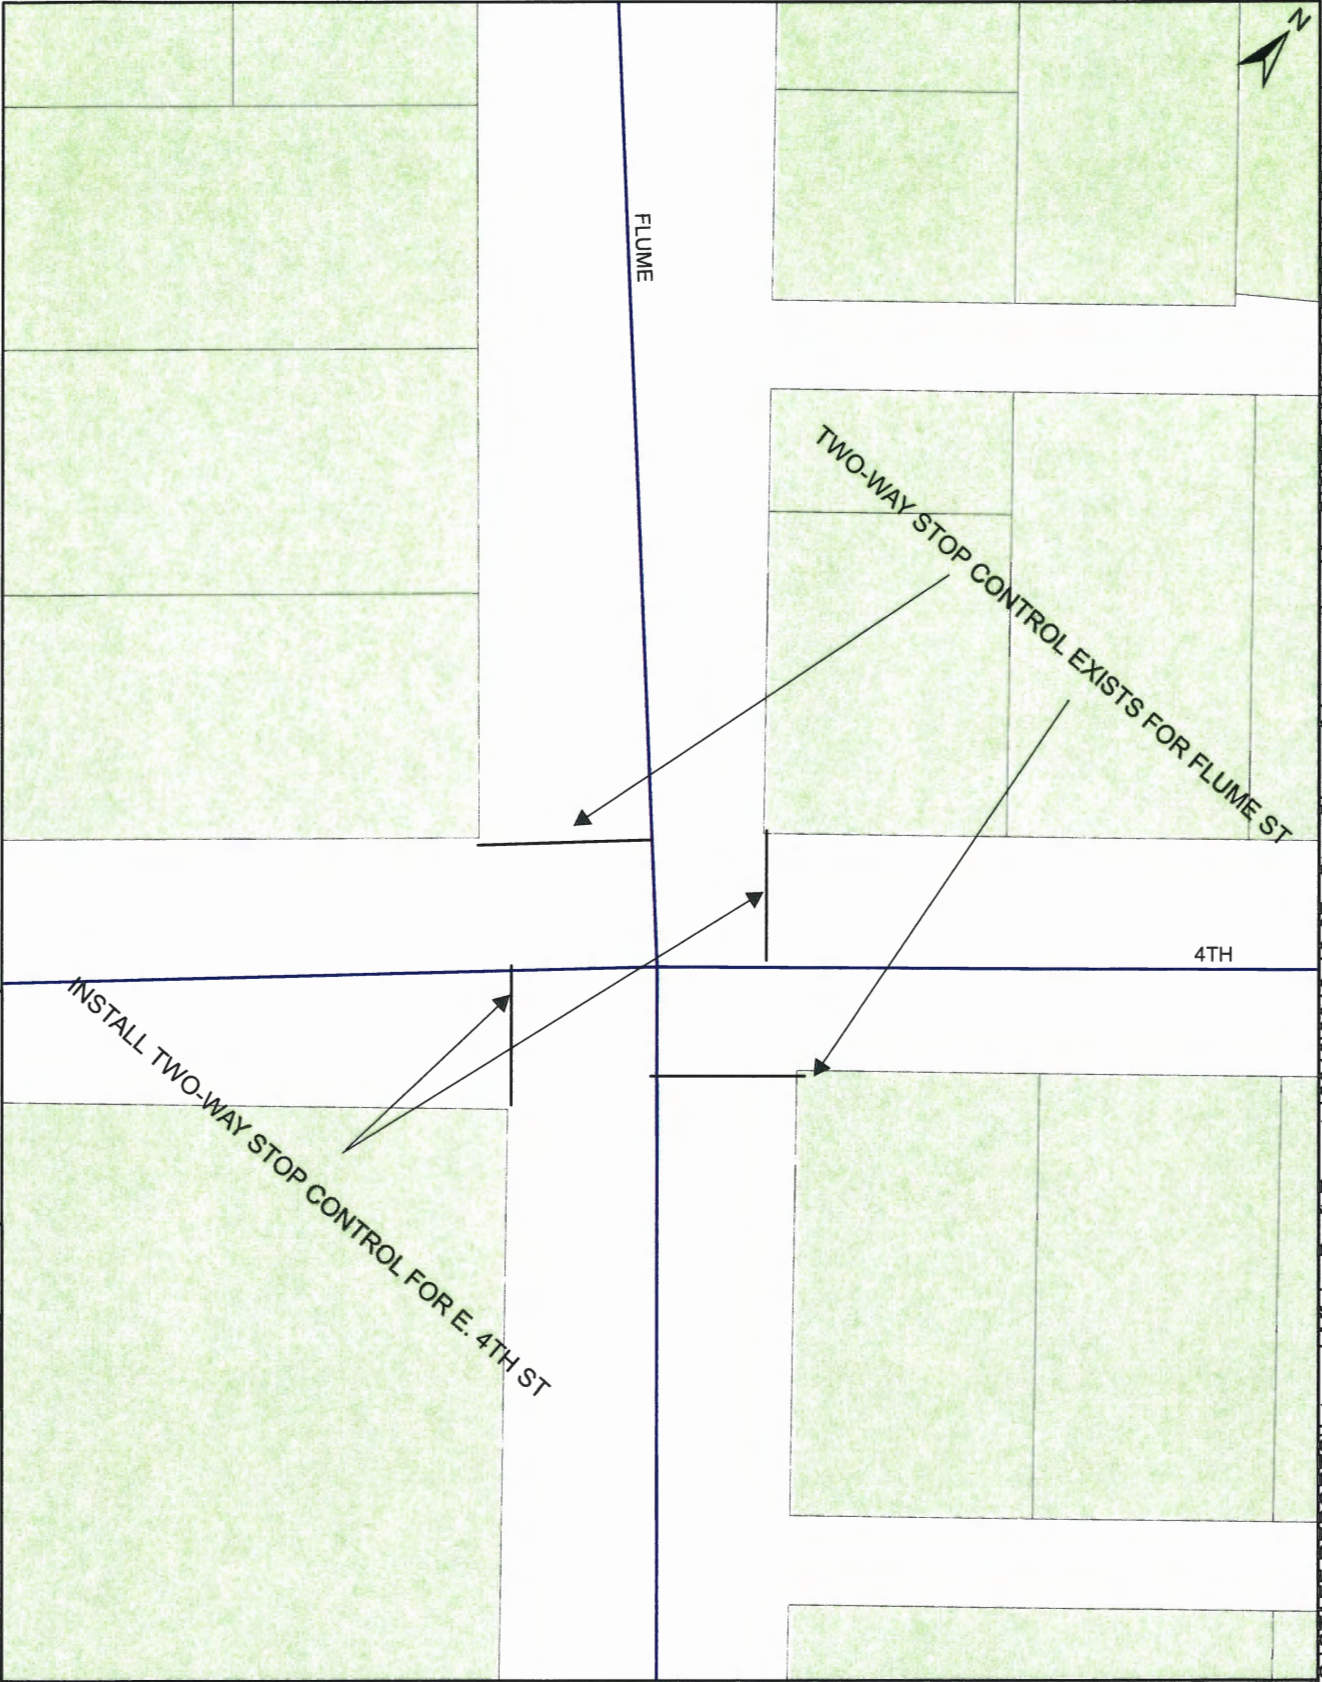 N
FLUME
TWO-WAY STOP CONTROL EXISTS FOR FLUME ST
4TH
INSTALL TWO-WAY STOP CONTROL FOR E. 4TH ST